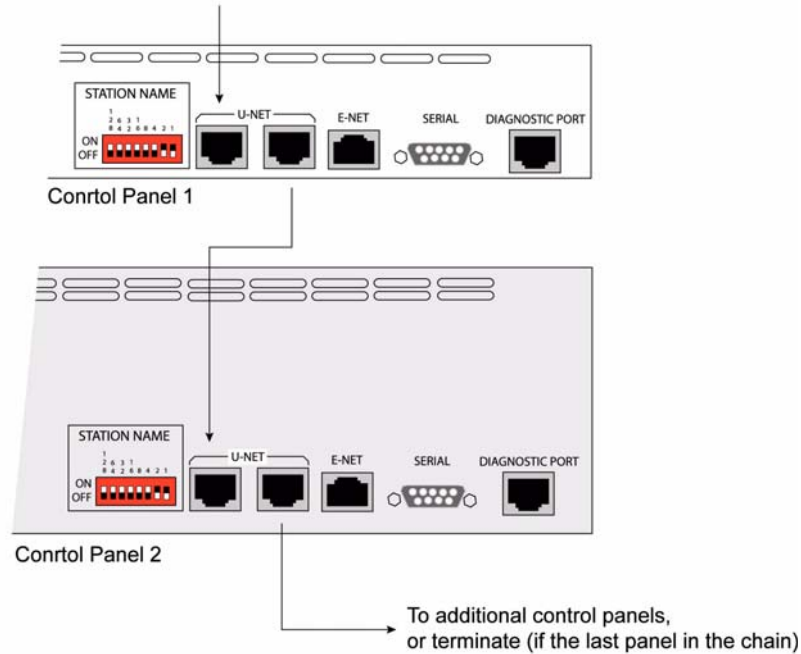 STATION NAME
1
2 6 3 1
8 4 2 6 8 4 2 1
ON
OFF
U-NET
E-NET
SERIAL
DIAGNOSTIC PORT
Conrtol Panel 1
STATION NAME
1
2 6 3 1
8 4 2 6 8 4 2 1
ON
OFF
U-NET
E-NET
SERIAL
DIAGNOSTIC PORT
Conrtol Panel 2
To additional control panels,
or terminate (if the last panel in the chain)